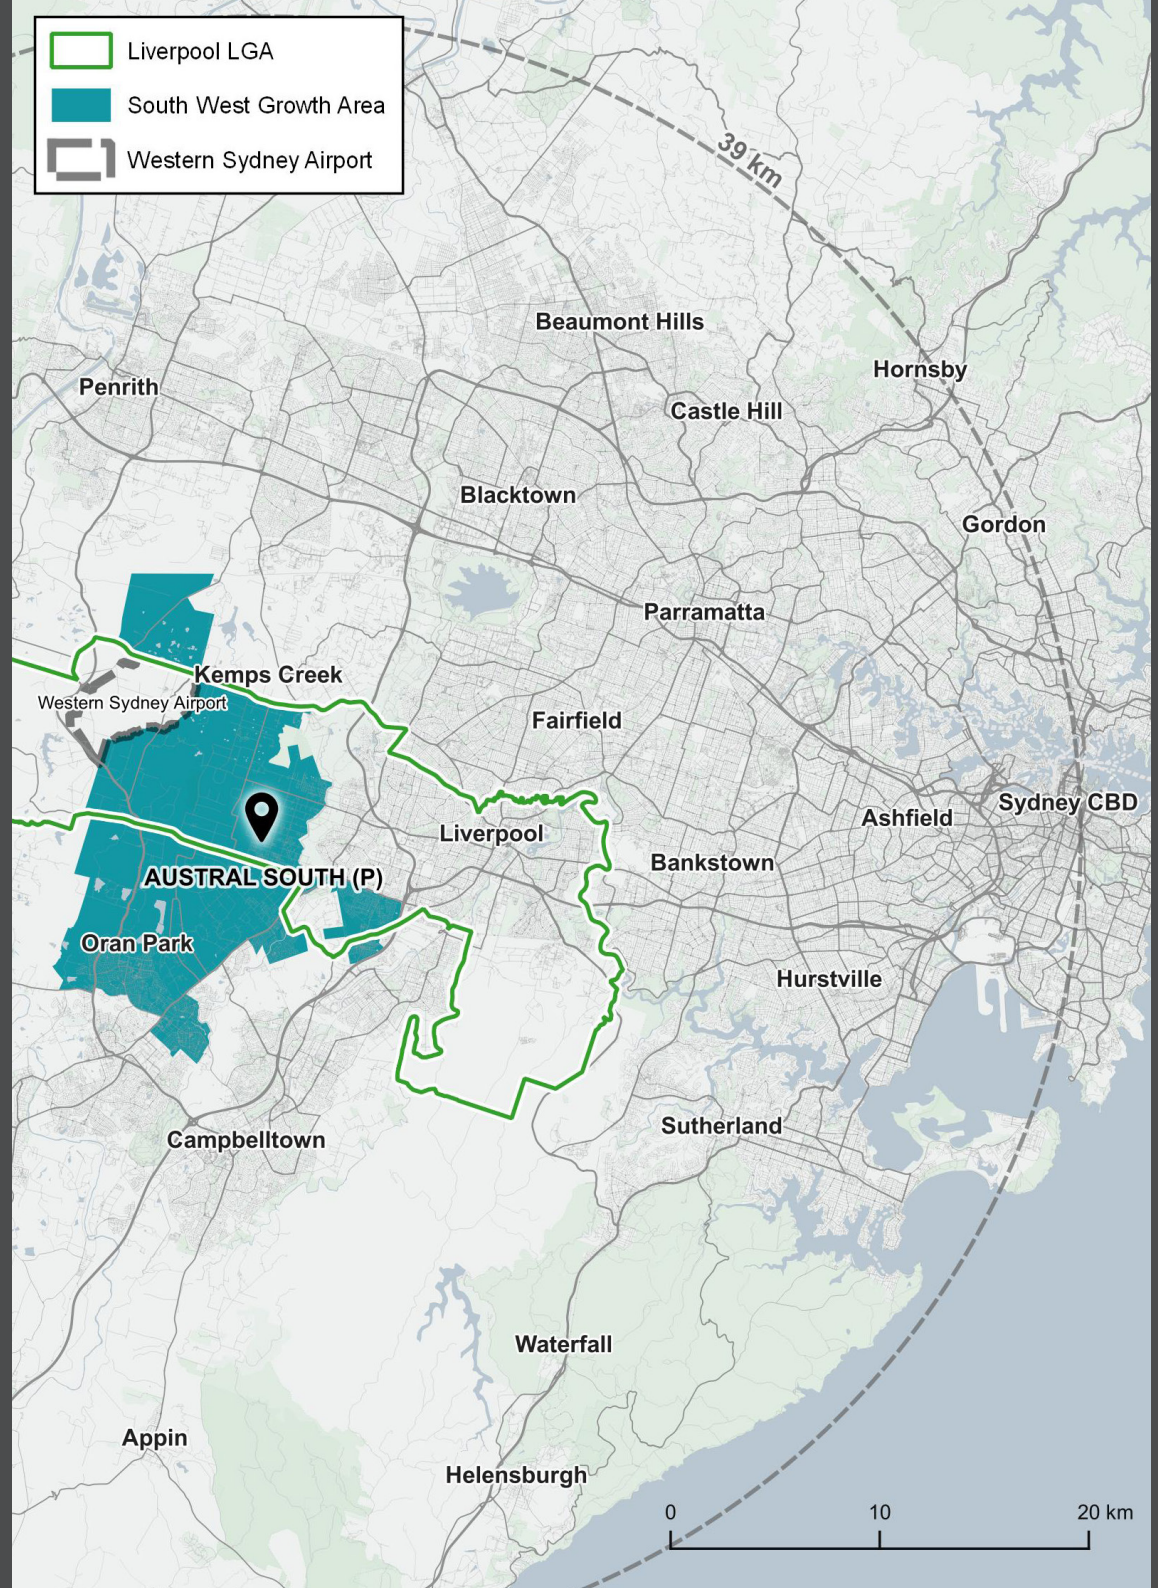 Liverpool LGA
South West Growth Area
Western Sydney Airport
39 km
Beaumont Hills
Hornsby
Penrith
Castle Hill
Blacktown
Gordon
Parramatta
Kemps Creek
Western Sydney Airport
Fairfield
Sydney CBD
Ashfield
Liverpool
Bankstown
AUSTRAL SOUTH (P)
Oran Park
Hurstville
Sutherland
Campbelltown
Waterfall
Appin
Helensburgh
0 10 20 km